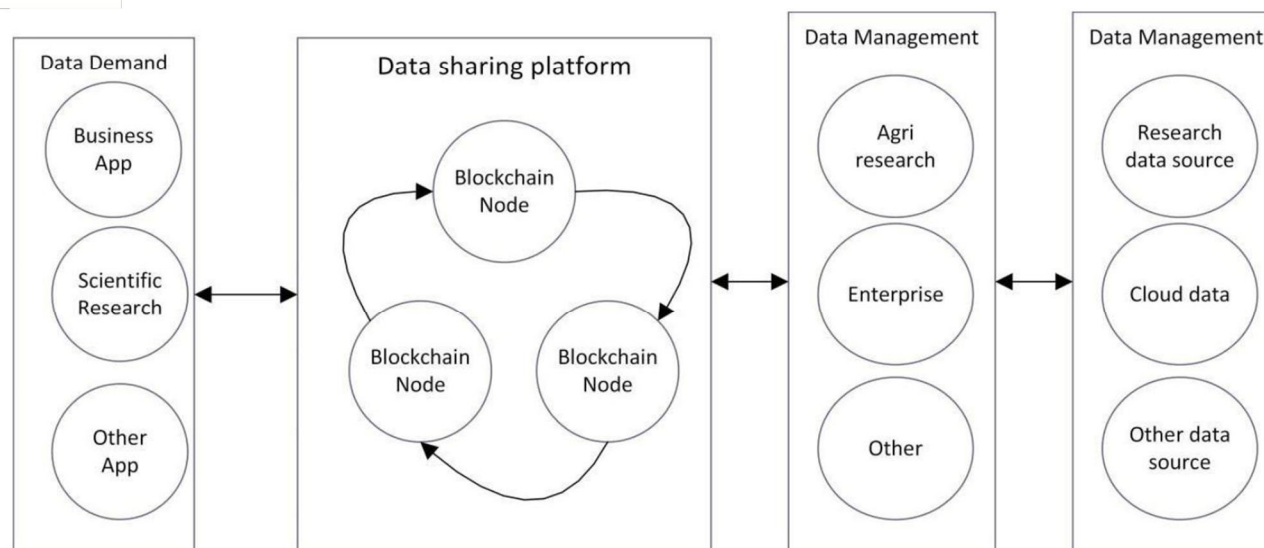 Data Demand
Business
App
Scientific
Research
Other
App
Data sharing platform
Blockchain
Node
Blockchain
Node
Blockchain
Node
Data Management
Agri
research
Enterprise
Other
Data Management
Research
data source
Cloud data
Other data
source